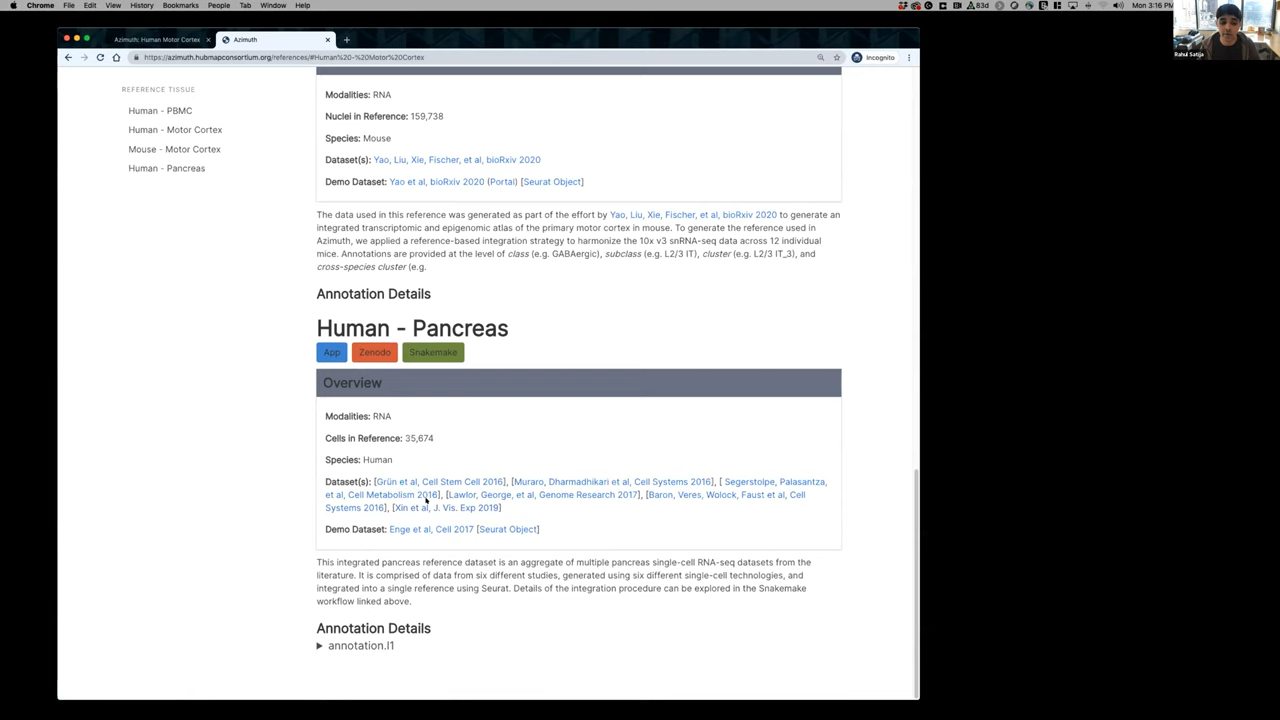 Chrome File Edit View History Bookmarks People Tab Window Help
83d
Mon 3:16 PM
Azimuth: Human Motor Cortex
Azimuth
https://azimuth.hubmapconsortium.org/references/#Human%20-%20Motor%20Cortex
Incognito
Rahul Satija
REFERENCE TISSUE
Human - PBMC
Human - Motor Cortex
Mouse - Motor Cortex
Human - Pancreas
Modalities: RNA
Nuclei in Reference: 159,738
Species: Mouse
Dataset(s): Yao, Liu, Xie, Fischer, et al, bioRxiv 2020
Demo Dataset: Yao et al, bioRxiv 2020 (Portal) [Seurat Object]
The data used in this reference was generated as part of the effort by Yao, Liu, Xie, Fischer, et al, bioRxiv 2020 to generate an
integrated transcriptomic and epigenomic atlas of the primary motor cortex in mouse. To generate the reference used in
Azimuth, we applied a reference-based integration strategy to harmonize the 10x v3 snRNA-seq data across 12 individual
mice. Annotations are provided at the level of class (e.g. GABAergic), subclass (e.g. L2/3 IT), cluster (e.g. L2/3 IT_3), and
cross-species cluster (e.g.
Annotation Details
Human - Pancreas
App Zenodo Snakemake
Overview
Modalities: RNA
Cells in Reference: 35,674
Species: Human
Dataset(s): [Grün et al, Cell Stem Cell 2016], [Muraro, Dharmadhikari et al, Cell Systems 2016], [ Segerstolpe, Palasantza,
et al, Cell Metabolism 2016], [Lawlor, George, et al, Genome Research 2017], [Baron, Veres, Wolock, Faust et al, Cell
Systems 2016], [Xin et al, J. Vis. Exp 2019]
Demo Dataset: Enge et al, Cell 2017 [Seurat Object]
This integrated pancreas reference dataset is an aggregate of multiple pancreas single-cell RNA-seq datasets from the
literature. It is comprised of data from six different studies, generated using six different single-cell technologies, and
integrated into a single reference using Seurat. Details of the integration procedure can be explored in the Snakemake
workflow linked above.
Annotation Details
annotation.l1